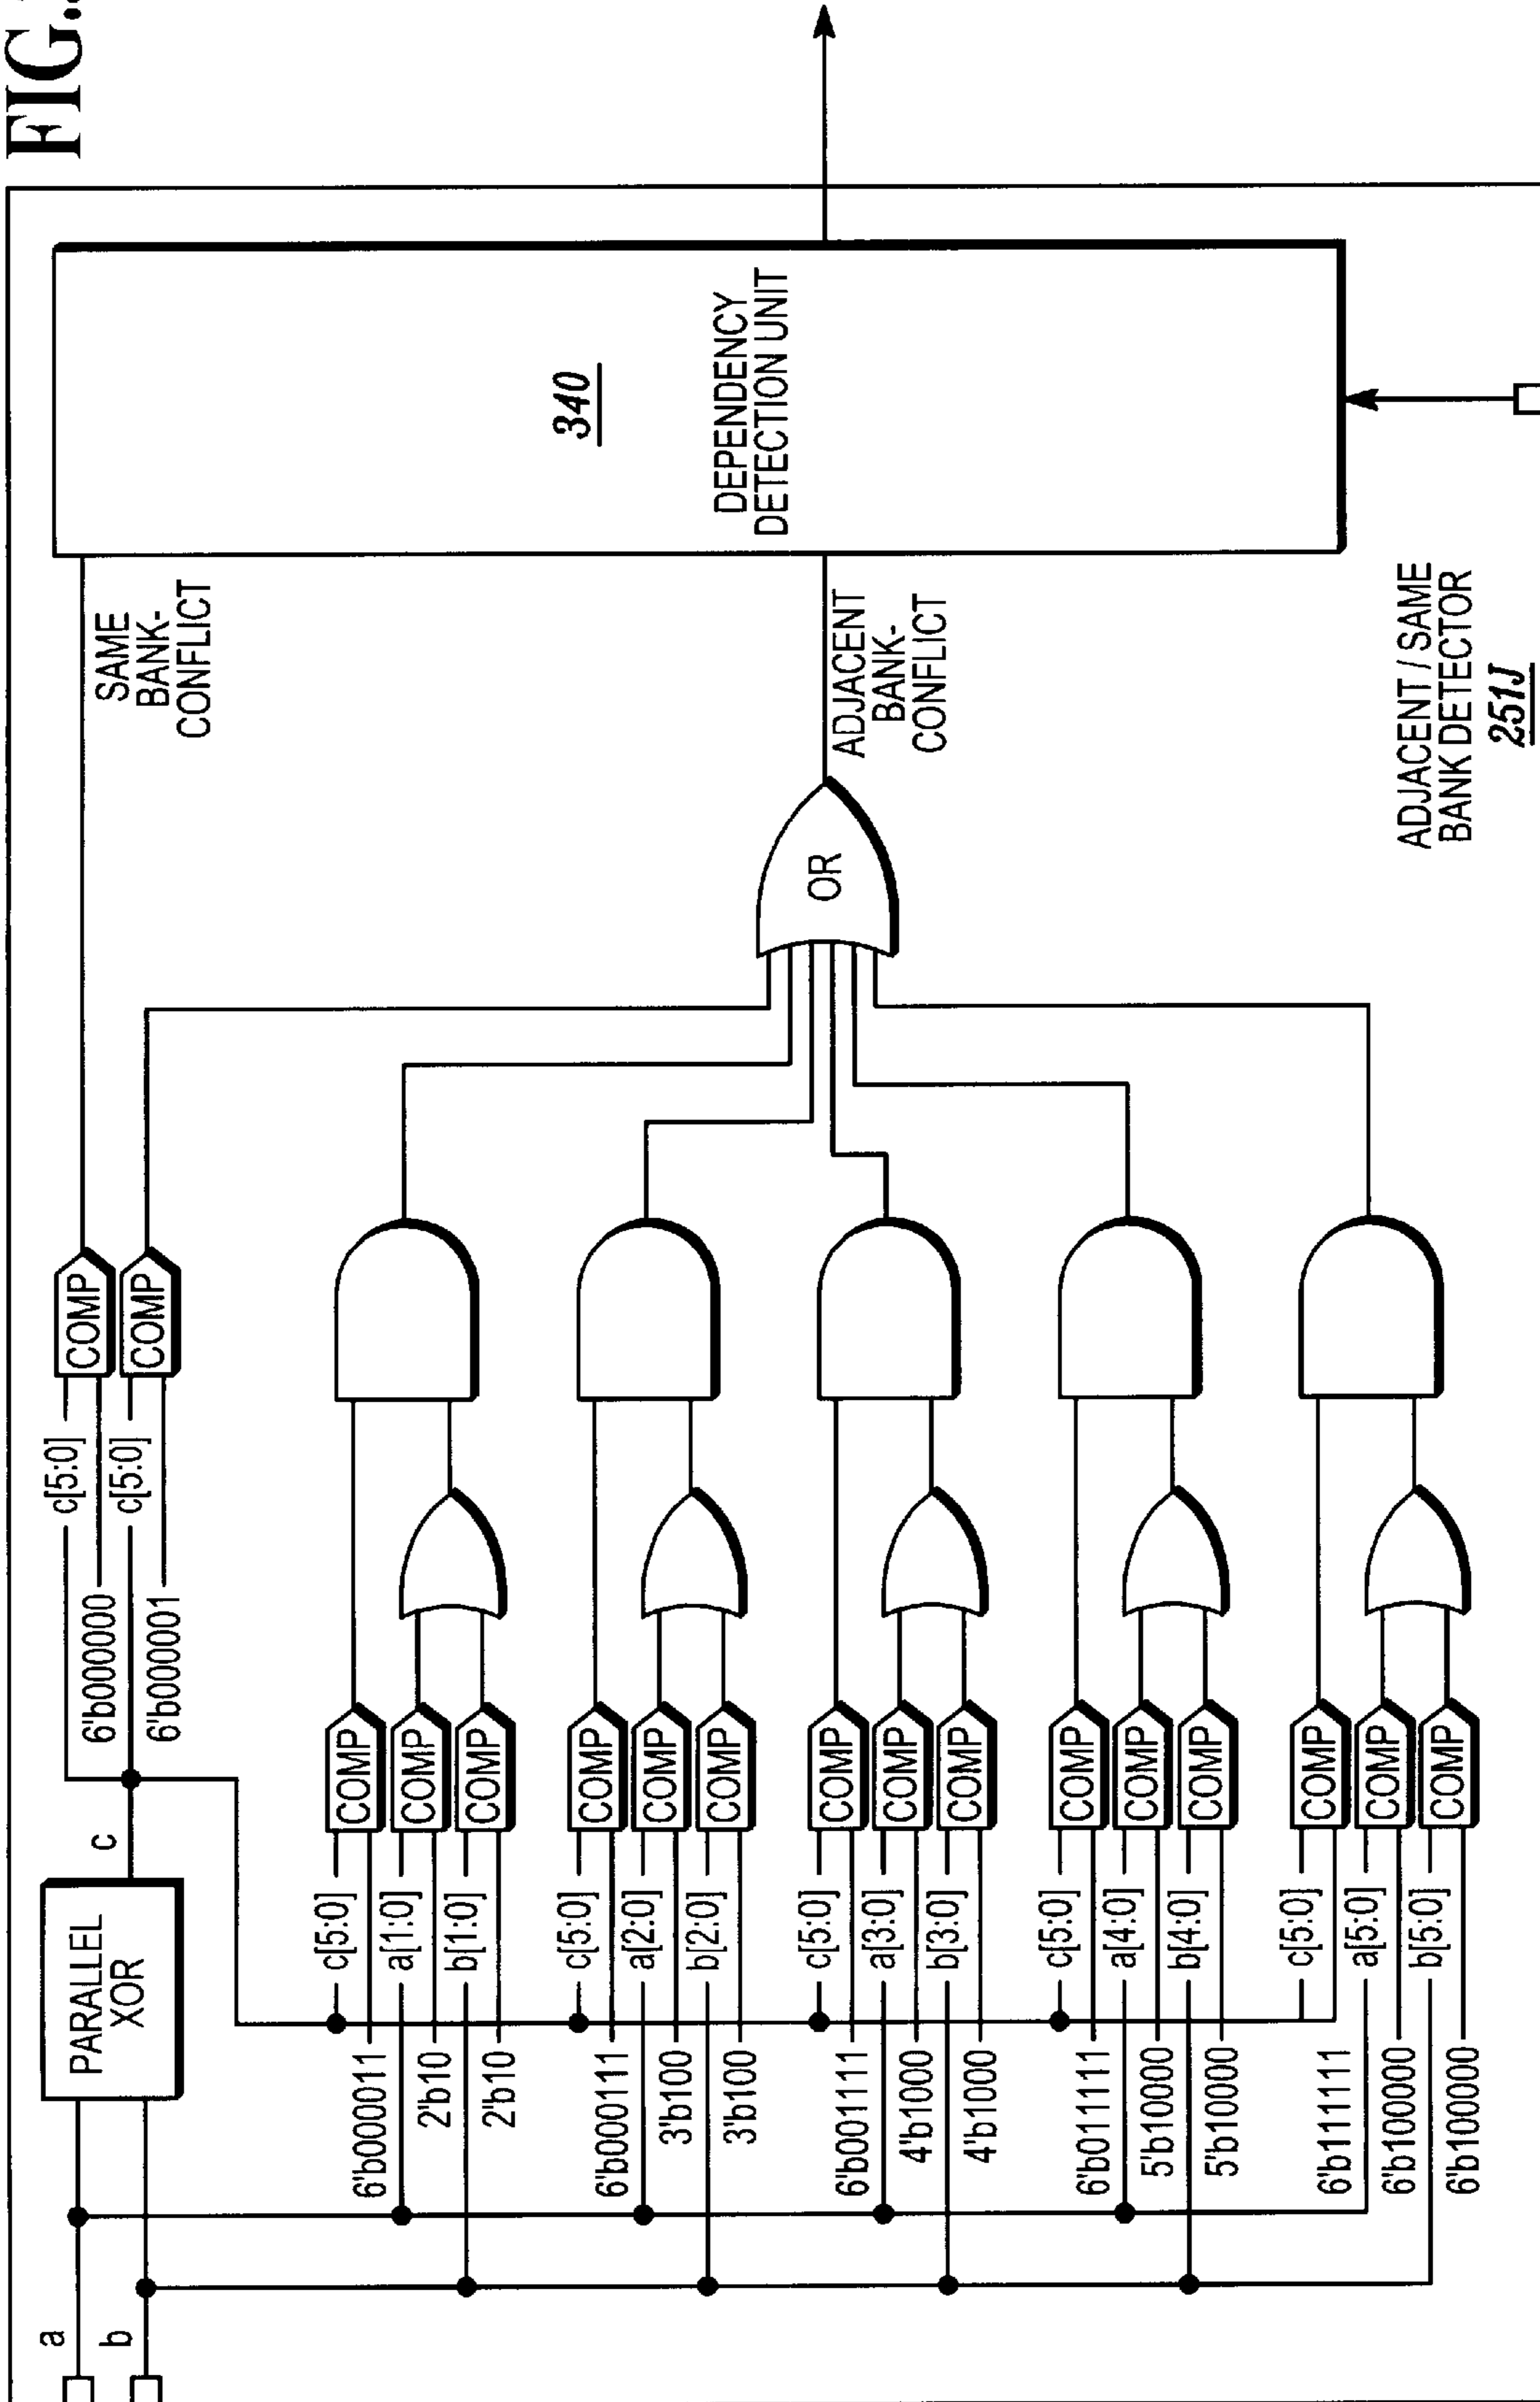 FIG.
a
b
PARALLEL
XOR
c
c[5:0]
6'b000000
c[5:0]
6'b000001
COMP
COMP
SAME
BANK-
CONFLICT
c[5:0]
6'b000011
a[1:0]
2'b10
b[1:0]
2'b10
COMP
COMP
COMP
c[5:0]
6'b000111
a[2:0]
3'b100
b[2:0]
3'b100
COMP
COMP
COMP
c[5:0]
6'b001111
a[3:0]
4'b1000
b[3:0]
4'b1000
COMP
COMP
COMP
c[5:0]
6'b011111
a[4:0]
5'b10000
b[4:0]
5'b10000
COMP
COMP
COMP
c[5:0]
6'b111111
a[5:0]
6'b100000
b[5:0]
6'b100000
COMP
COMP
COMP
OR
ADJACENT
BANK-
CONFLICT
340
DEPENDENCY
DETECTION UNIT
ADJACENT / SAME
BANK DETECTOR
251J